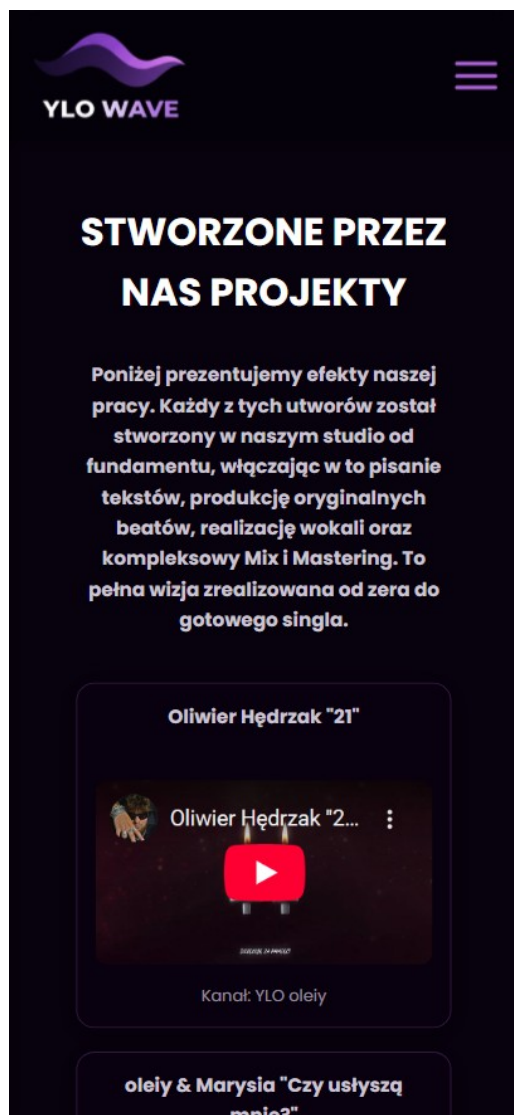 YLO WAVE
STWORZONE PRZEZ
NAS PROJEKTY
Poniżej prezentujemy efekty naszej
pracy. Każdy z tych utworów został
stworzony w naszym studio od
fundamentu, włączając w to pisanie
tekstów, produkcję oryginalnych
beatów, realizację wokali oraz
kompleksowy Mix i Mastering. To
pełna wizja zrealizowana od zera do
gotowego singla.
Oliwier Hędrzak "21"
Oliwier Hędrzak "2...
Kanał: YLO oleiy
oleiy & Marysia "Czy usłyszą
mnie?"